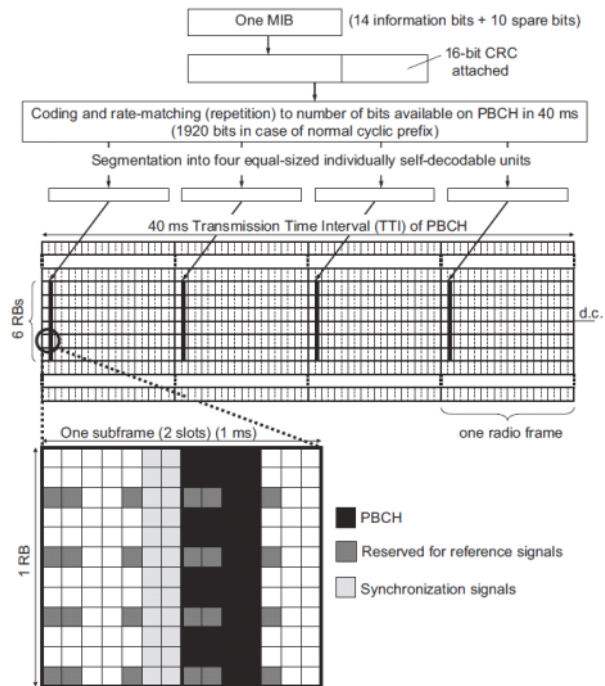 One MIB
(14 information bits + 10 spare bits)
16-bit CRC
attached
Coding and rate-matching (repetition) to number of bits available on PBCH in 40 ms
(1920 bits in case of normal cyclic prefix)
Segmentation into four equal-sized individually self-decodable units
40 ms Transmission Time Interval (TTI) of PBCH
6 RBs
d.c.
One subframe (2 slots) (1 ms)
one radio frame
1 RB
PBCH
Reserved for reference signals
Synchronization signals